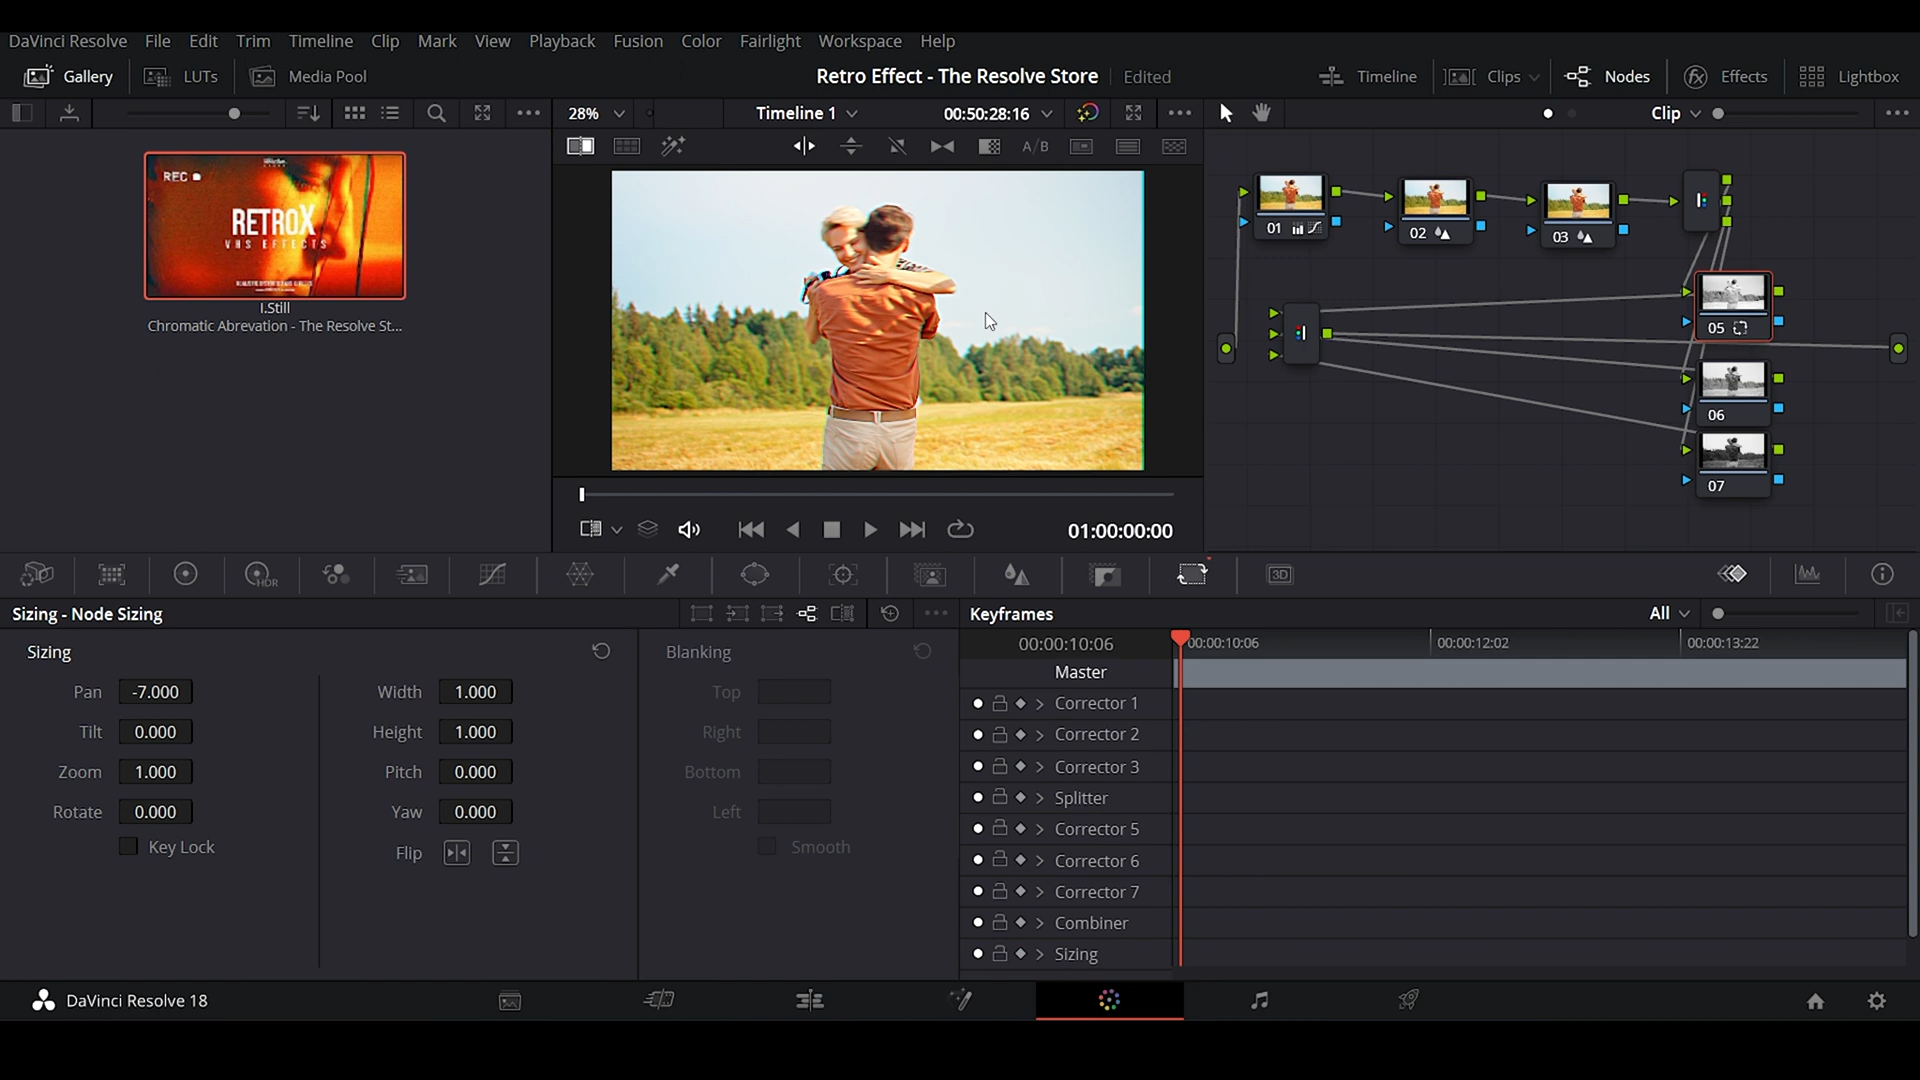 DaVinci Resolve File Edit Trim Timeline Clip Mark View Playback Fusion Color Fairlight Workspace Help
Gallery LUTs Media Pool Retro Effect - The Resolve Store Edited Timeline Clips Nodes Effects Lightbox
28% Timeline 1 00:50:28:16 Clip
A/B
REC
RETROX
VHS EFFECTS
I.Still
Chromatic Abrevation - The Resolve St...
01
02
03
05
06
07
01:00:00:00
HDR
3D
Sizing - Node Sizing
Keyframes
All
Sizing
Blanking
00:00:10:06
00:00:10:06
00:00:12:02
00:00:13:22
Master
Pan -7.000 Width 1.000 Top
Corrector 1
Tilt 0.000 Height 1.000 Right
Corrector 2
Zoom 1.000 Pitch 0.000 Bottom
Corrector 3
Splitter
Rotate 0.000 Yaw 0.000 Left
Corrector 5
Key Lock Flip Smooth
Corrector 6
Corrector 7
Combiner
Sizing
DaVinci Resolve 18